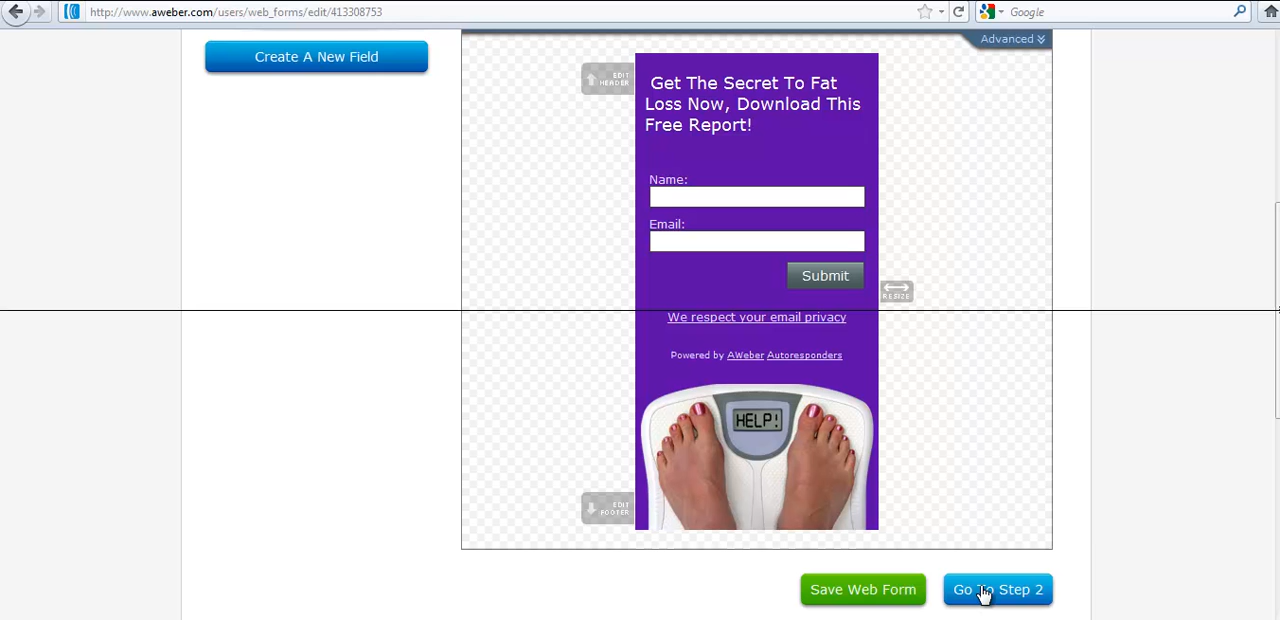 http://www.aweber.com/users/web_forms/edit/413308753
Google
Create A New Field
Advanced
EDIT
HEADER
Get The Secret To Fat
Loss Now, Download This
Free Report!
Name:
Email:
Submit
RESIZE
We respect your email privacy
Powered by AWeber Autoresponders
HELP!
EDIT
FOOTER
Save Web Form
Go To Step 2